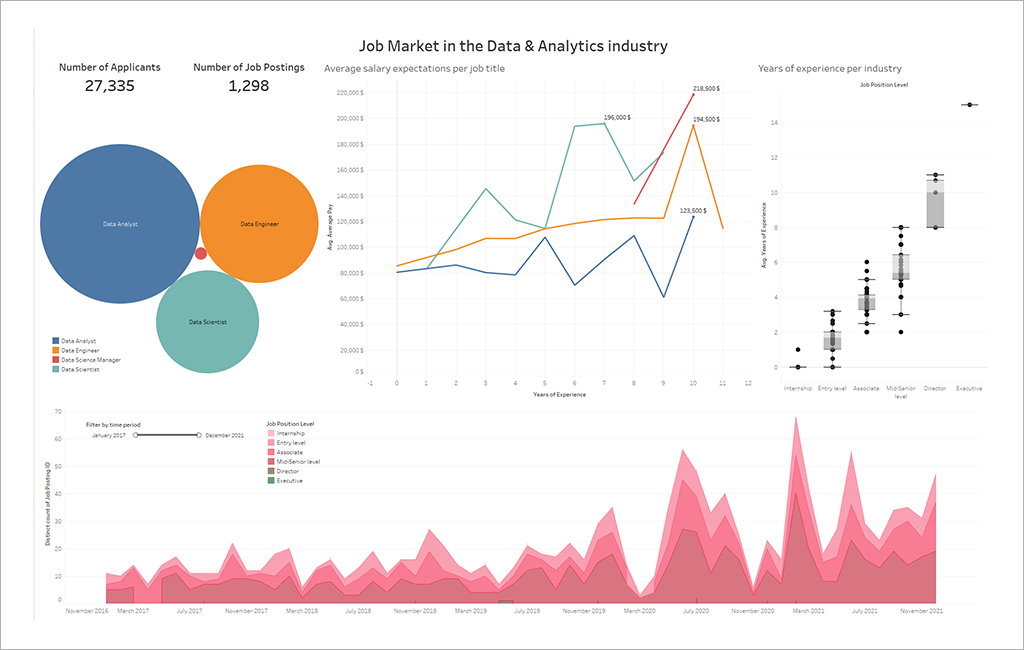 Job Market in the Data & Analytics industry
Number of Applicants
27,335
Number of Job Postings
1,298
Data Analyst
Data Engineer
Data Scientist
Data Analyst
Data Engineer
Data Science Manager
Data Scientist
Average salary expectations per job title
Avg. Average Pay
220,000 $
200,000 $
180,000 $
160,000 $
140,000 $
120,000 $
100,000 $
80,000 $
60,000 $
40,000 $
20,000 $
0 $
218,500 $
196,000 $
194,500 $
123,500 $
-1 0 1 2 3 4 5 6 7 8 9 10 11 12
Years of Experience
Years of experience per industry
Job Position Level
Avg. Years of Experience
14
12
10
8
6
4
2
0
Internship Entry level Associate Mid-Senior level Director Executive
Filter by time period
January 2017 December 2021
Job Position Level
Internship
Entry level
Associate
Mid-Senior level
Director
Executive
Distinct count of Job Posting ID
70
60
50
40
30
20
10
0
November 2016 March 2017 July 2017 November 2017 March 2018 July 2018 November 2018 March 2019 July 2019 November 2019 March 2020 July 2020 November 2020 March 2021 July 2021 November 2021